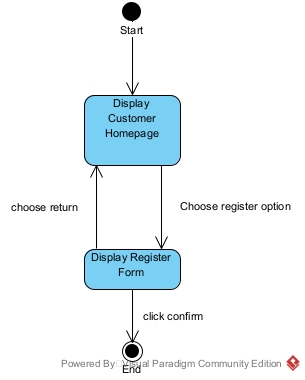 Start
Display
Customer
Homepage
choose return
Choose register option
Display Register
Form
click confirm
End
Powered By Visual Paradigm Community Edition